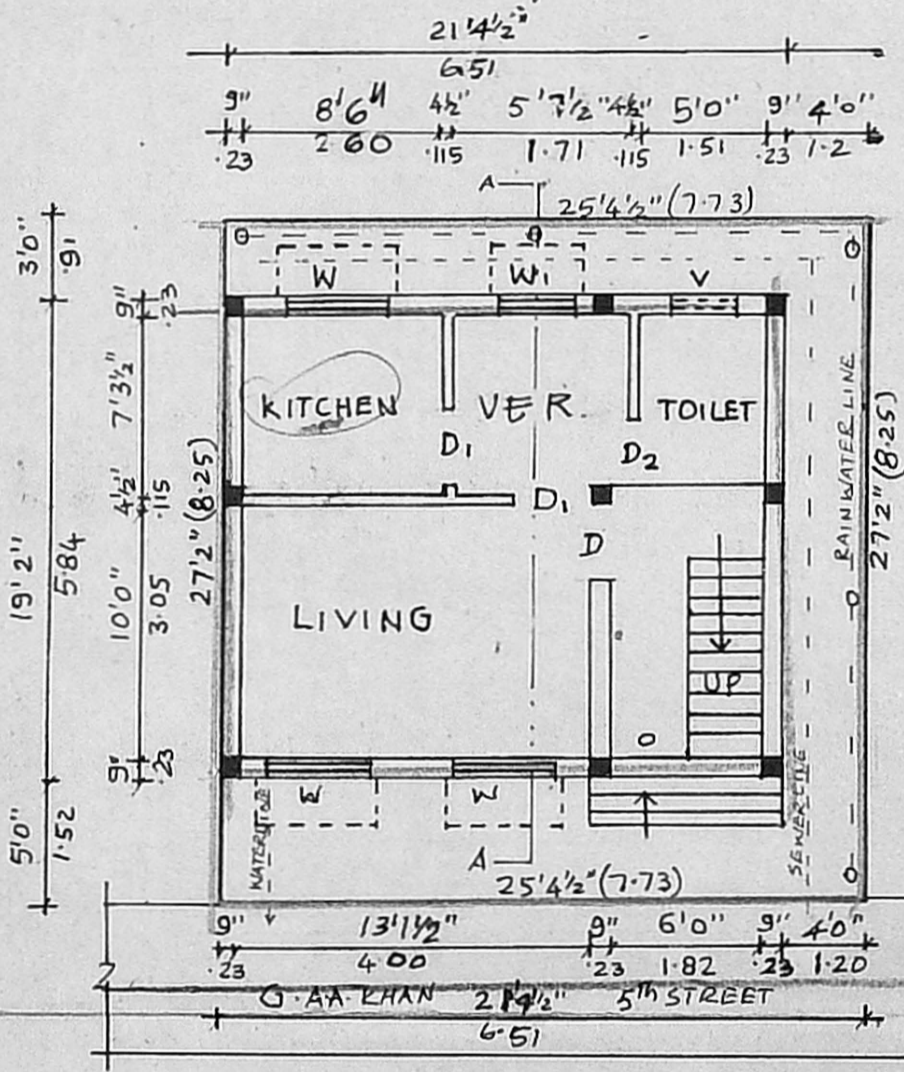 21'4½"
6.51
9" 8'6" 4½" 5'7½" 4½" 5'0" 9" 4'0"
.23 2.60 .115 1.71 .115 1.51 .23 1.2
A
25'4½" (7.73)
3'0"
.91
W W1 V
9"
.23
KITCHEN VER. TOILET
7'3½"
D1 D2
RAINWATER LINE
27'2" (8.25)
27'2" (8.25)
4½"
.115
D1
D
19'2"
5.84
10'0"
3.05
LIVING
UP
O
9"
.23
W W
5'0"
1.52
WATERLINE
SEWER LINE
A
25'4½" (7.73)
9" 13'1½" 9" 6'0" 9" 4'0"
.23 4.00 .23 1.82 .23 1.20
G.AA.KHAN 21'4½" 5th STREET
6.51